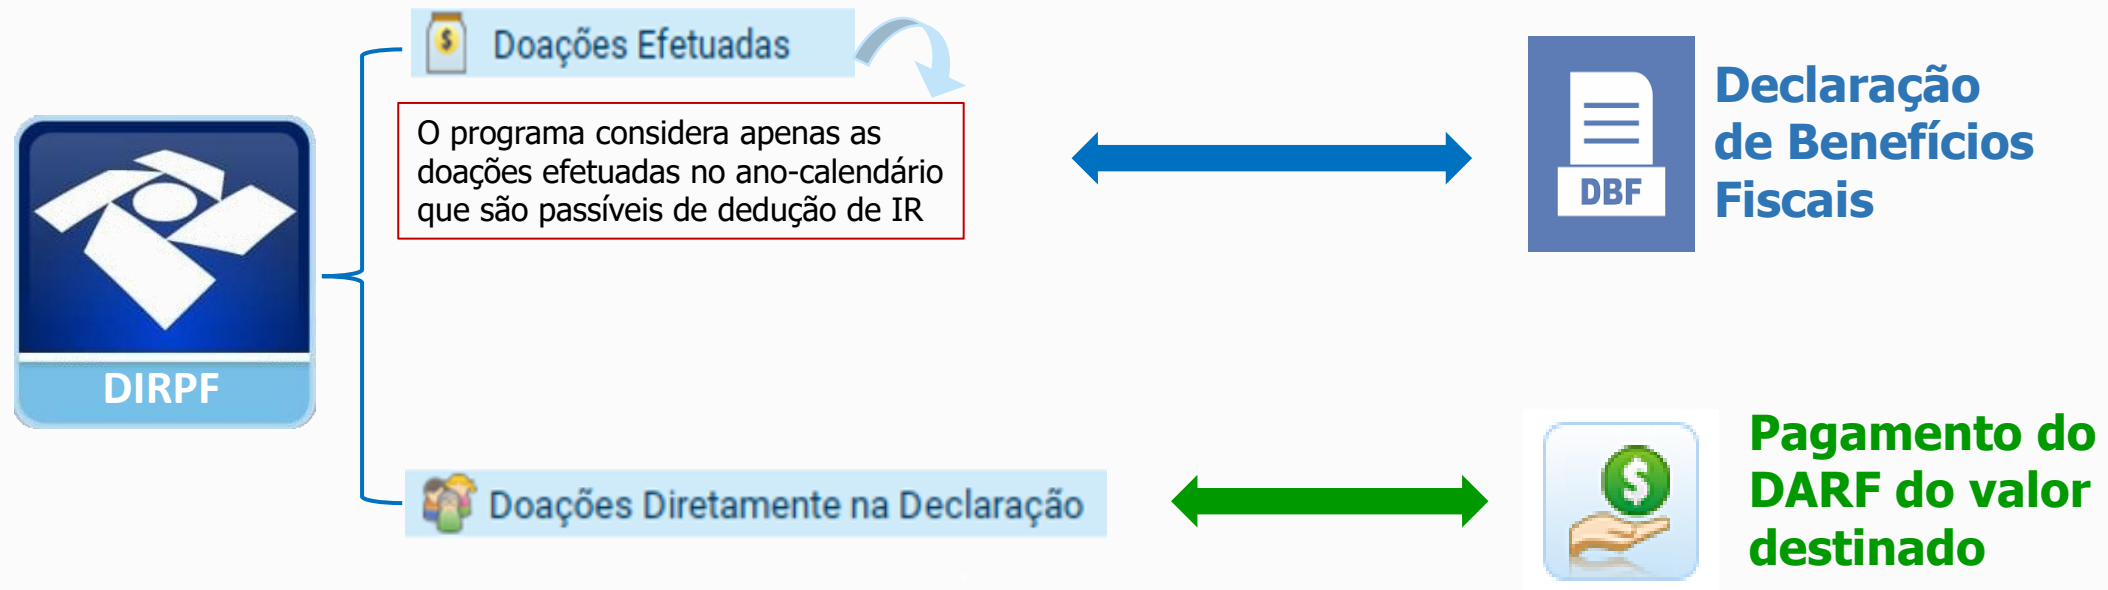 Doações Efetuadas
O programa considera apenas as
doações efetuadas no ano-calendário
que são passíveis de dedução de IR
DBF
Declaração
de Benefícios
Fiscais
DIRPF
Doações Diretamente na Declaração
Pagamento do
DARF do valor
destinado